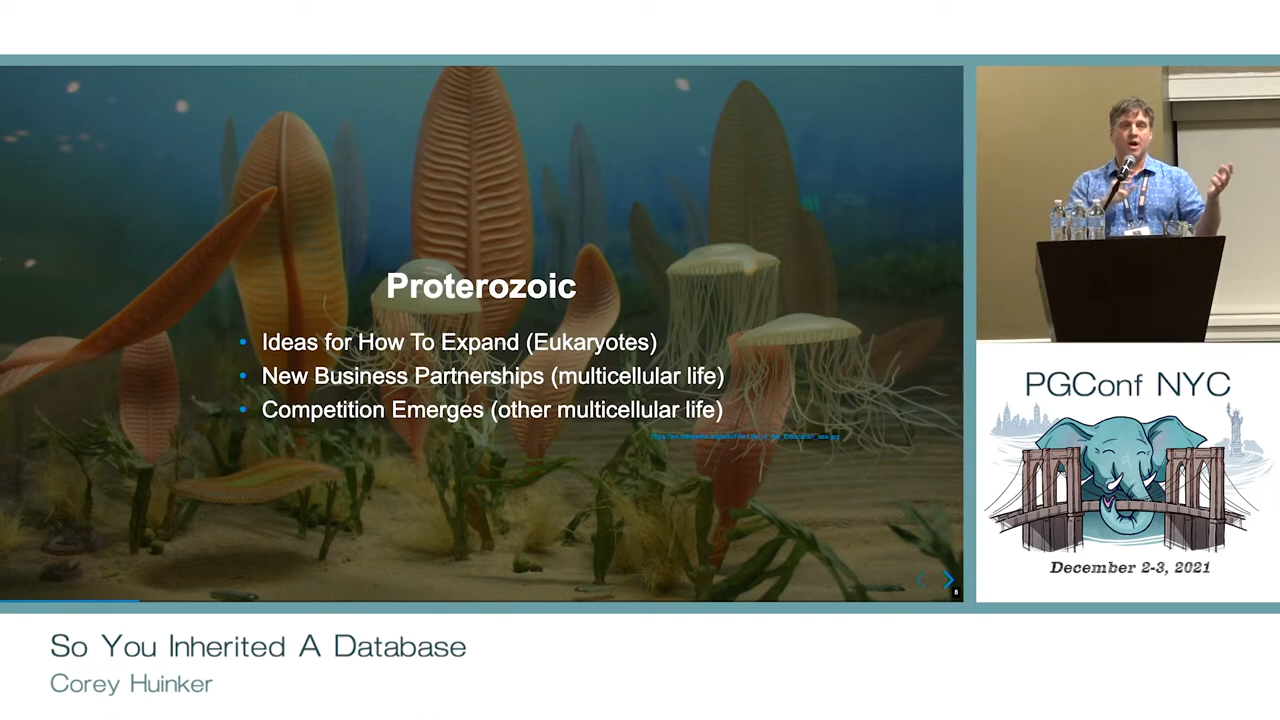 Proterozoic
• Ideas for How To Expand (Eukaryotes)
• New Business Partnerships (multicellular life)
• Competition Emerges (other multicellular life)
8
PGConf NYC
December 2-3, 2021
So You Inherited A Database
Corey Huinker